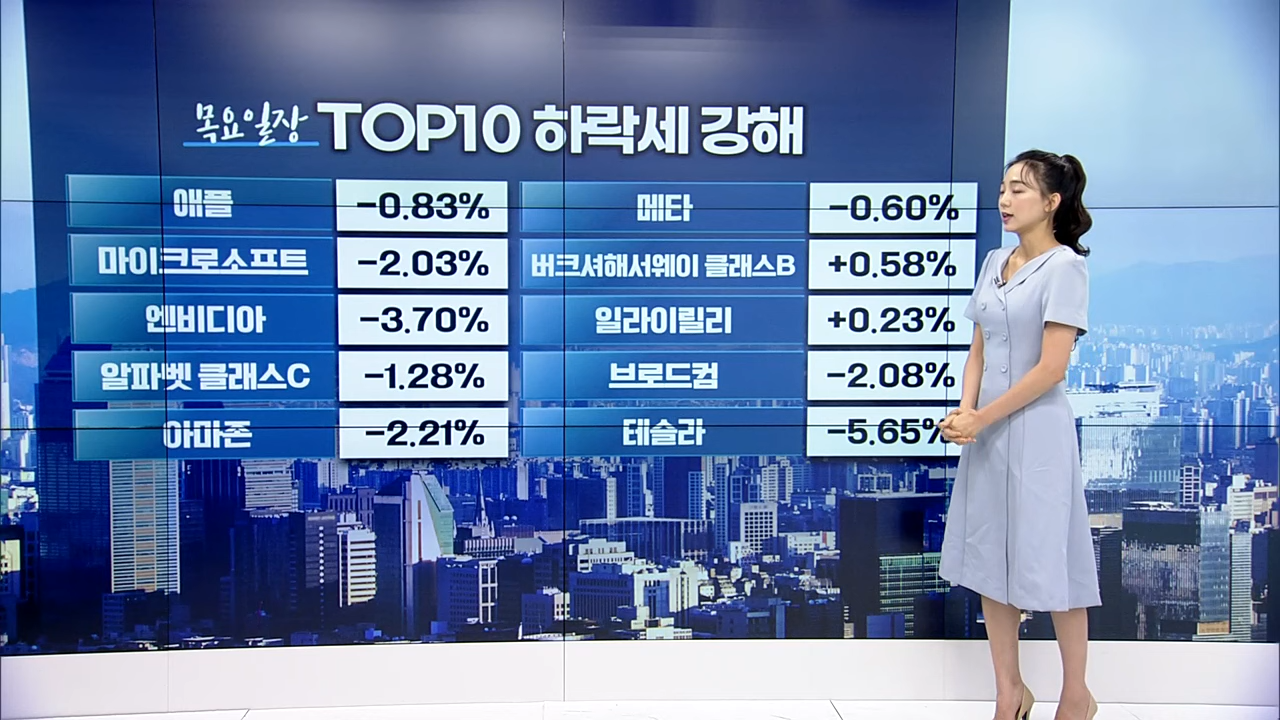 목요일장 TOP10 하락세 강해
애플 -0.83%
마이크로소프트 -2.03%
엔비디아 -3.70%
알파벳 클래스C -1.28%
아마존 -2.21%
메타 -0.60%
버크셔해서웨이 클래스B +0.58%
일라이릴리 +0.23%
브로드컴 -2.08%
테슬라 -5.65%